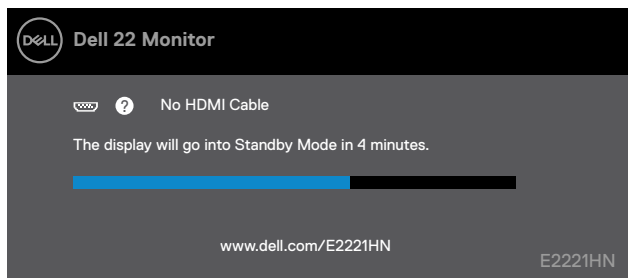 DELL
Dell 22 Monitor
? No HDMI Cable
The display will go into Standby Mode in 4 minutes.
www.dell.com/E2221HN
E2221HN